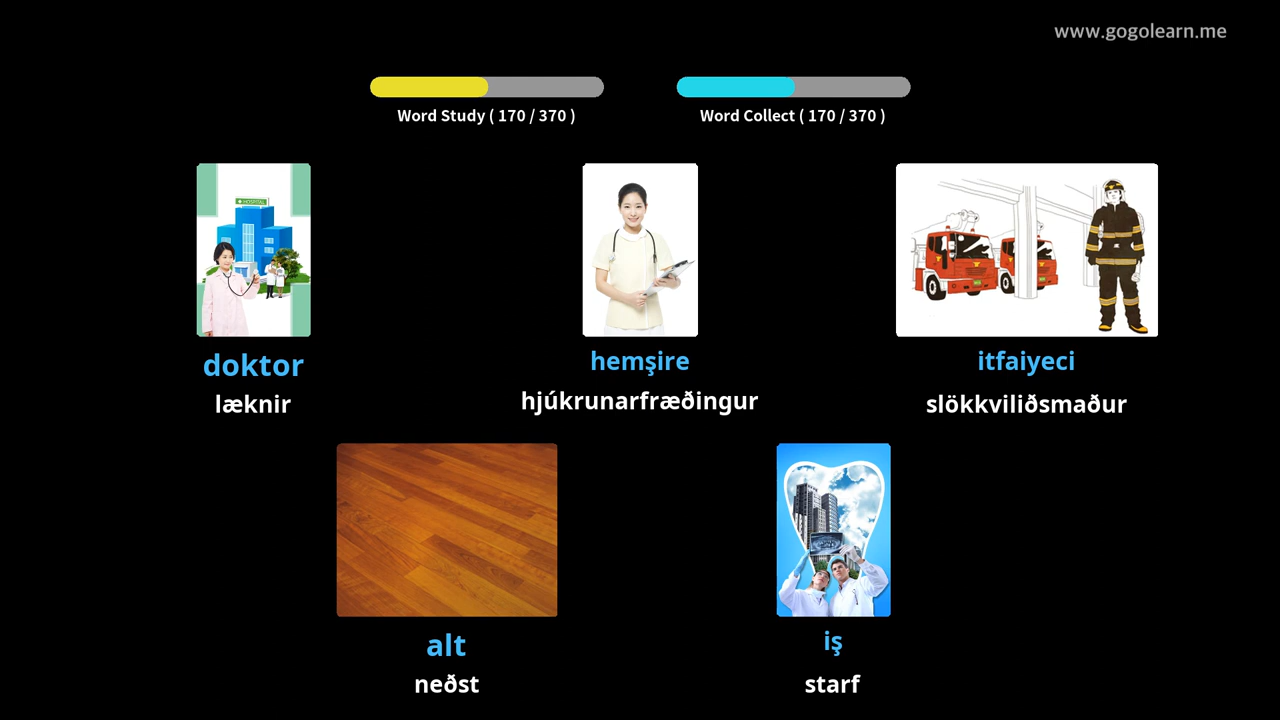 www.gogolearn.me
Word Study ( 170 / 370 )
Word Collect ( 170 / 370 )
HOSPITAL
doktor
læknir
hemşire
hjúkrunarfræðingur
itfaiyeci
slökkviliðsmaður
alt
neðst
iş
starf